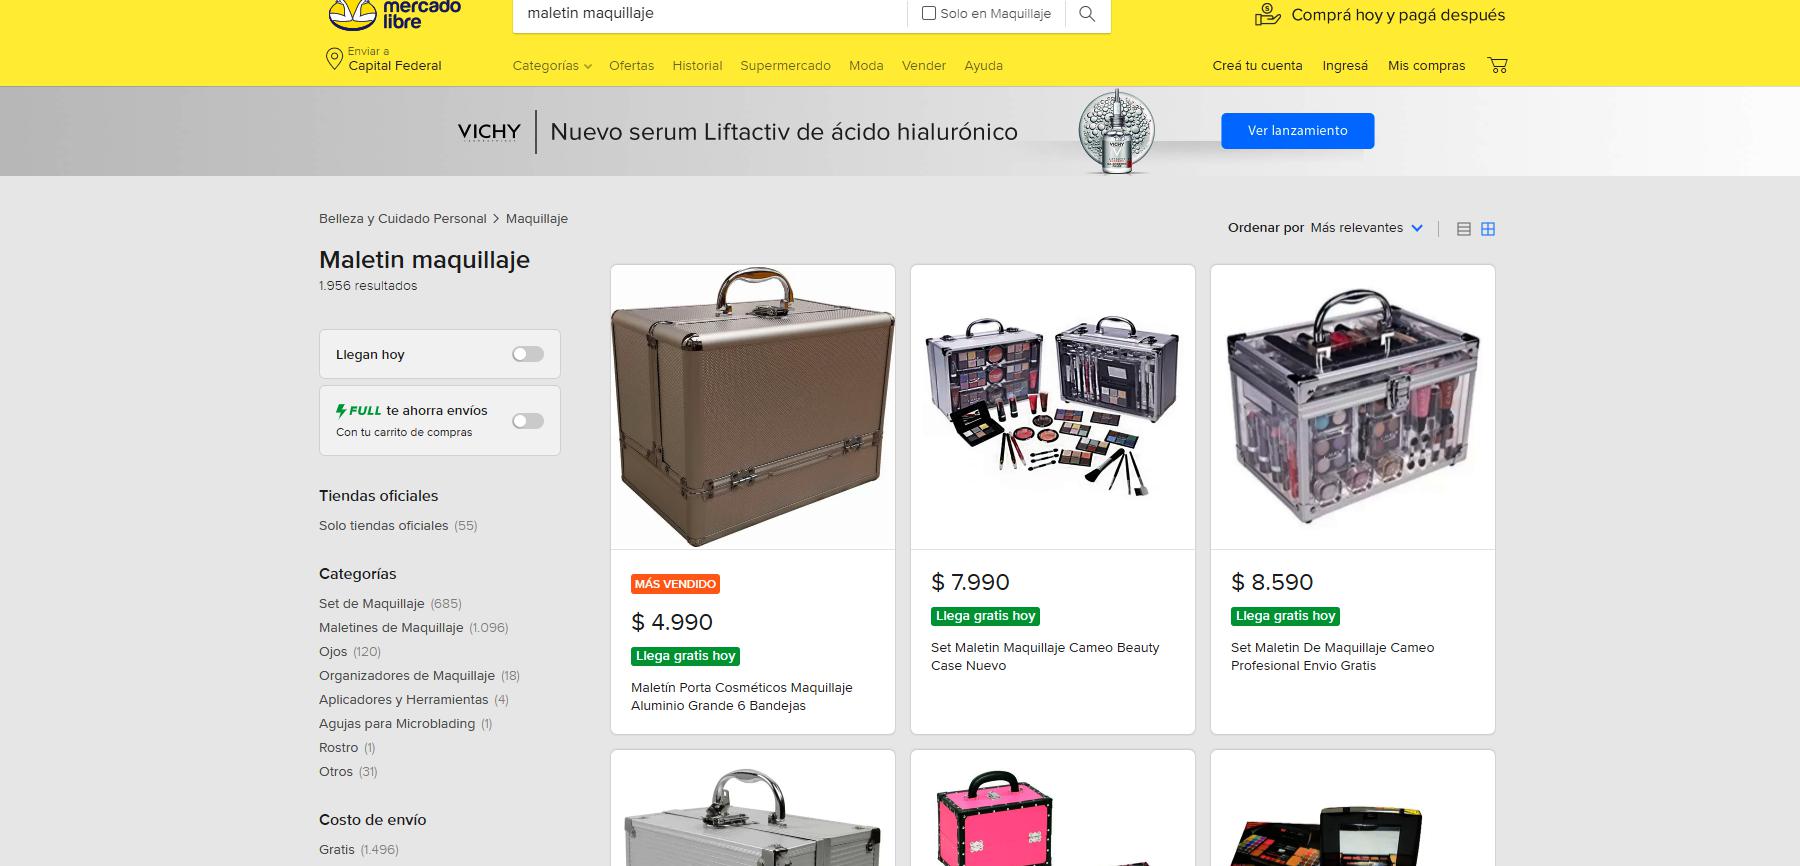 mercado
libre
maletin maquillaje
Solo en Maquillaje
Comprá hoy y pagá después
Enviar a
Capital Federal
Categorías
Ofertas
Historial
Supermercado
Moda
Vender
Ayuda
Creá tu cuenta
Ingresá
Mis compras
VICHY
Nuevo serum Liftactiv de ácido hialurónico
VICHY
Ver lanzamiento
Belleza y Cuidado Personal > Maquillaje
Ordenar por Más relevantes
Maletin maquillaje
1.956 resultados
Llegan hoy
FULL te ahorra envíos
Con tu carrito de compras
Tiendas oficiales
Solo tiendas oficiales (55)
Categorías
Set de Maquillaje (685)
Maletines de Maquillaje (1.096)
Ojos (120)
Organizadores de Maquillaje (18)
Aplicadores y Herramientas (4)
Agujas para Microblading (1)
Rostro (1)
Otros (31)
Costo de envío
Gratis (1.496)
MÁS VENDIDO
$ 4.990
Llega gratis hoy
Maletín Porta Cosméticos Maquillaje
Aluminio Grande 6 Bandejas
$ 7.990
Llega gratis hoy
Set Maletin Maquillaje Cameo Beauty
Case Nuevo
$ 8.590
Llega gratis hoy
Set Maletin De Maquillaje Cameo
Profesional Envio Gratis